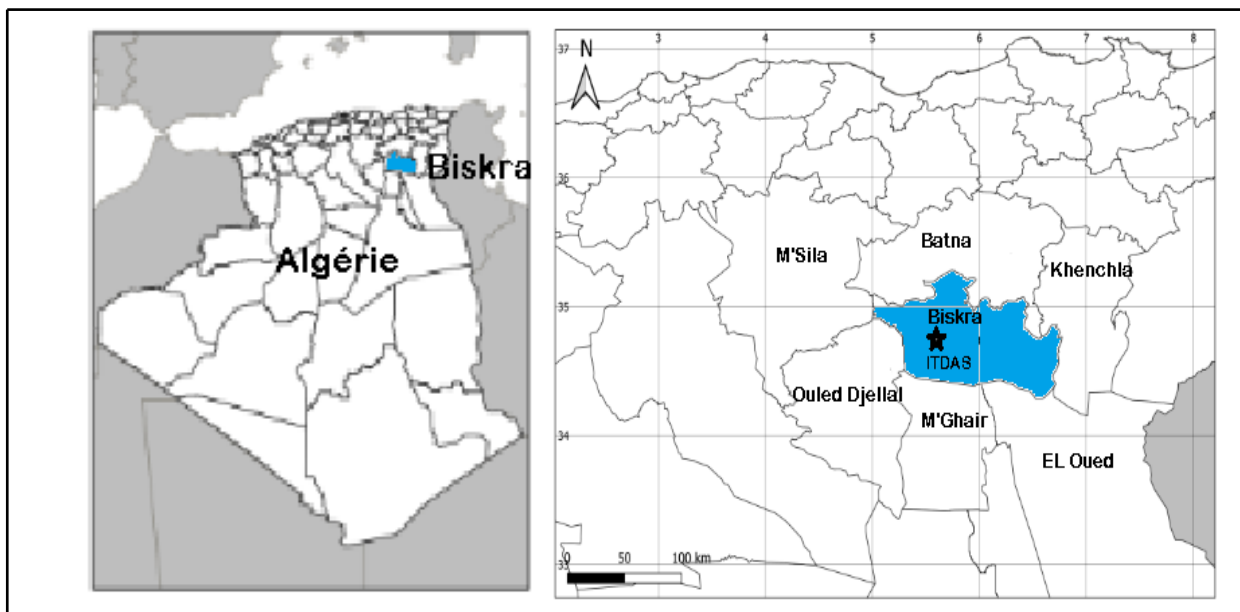 Biskra
Algérie
3 4 5 6 7 8
37
N
36
Batna
M'Sila
Khenchla
35
Biskra
ITDAS
Ouled Djellal
M'Ghair
34
EL Oued
0 50 100 km
33